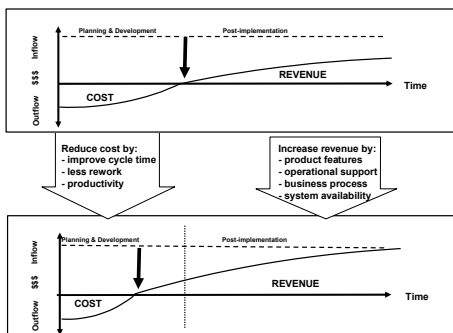 Planning & Development Post-implementation
Inflow
$$$
Outflow
COST
REVENUE
Time
Reduce cost by:
- improve cycle time
- less rework
- productivity
Increase revenue by:
- product features
- operational support
- business process
- system availability
Planning & Development Post-implementation
Inflow
$$$
Outflow
COST
REVENUE
Time